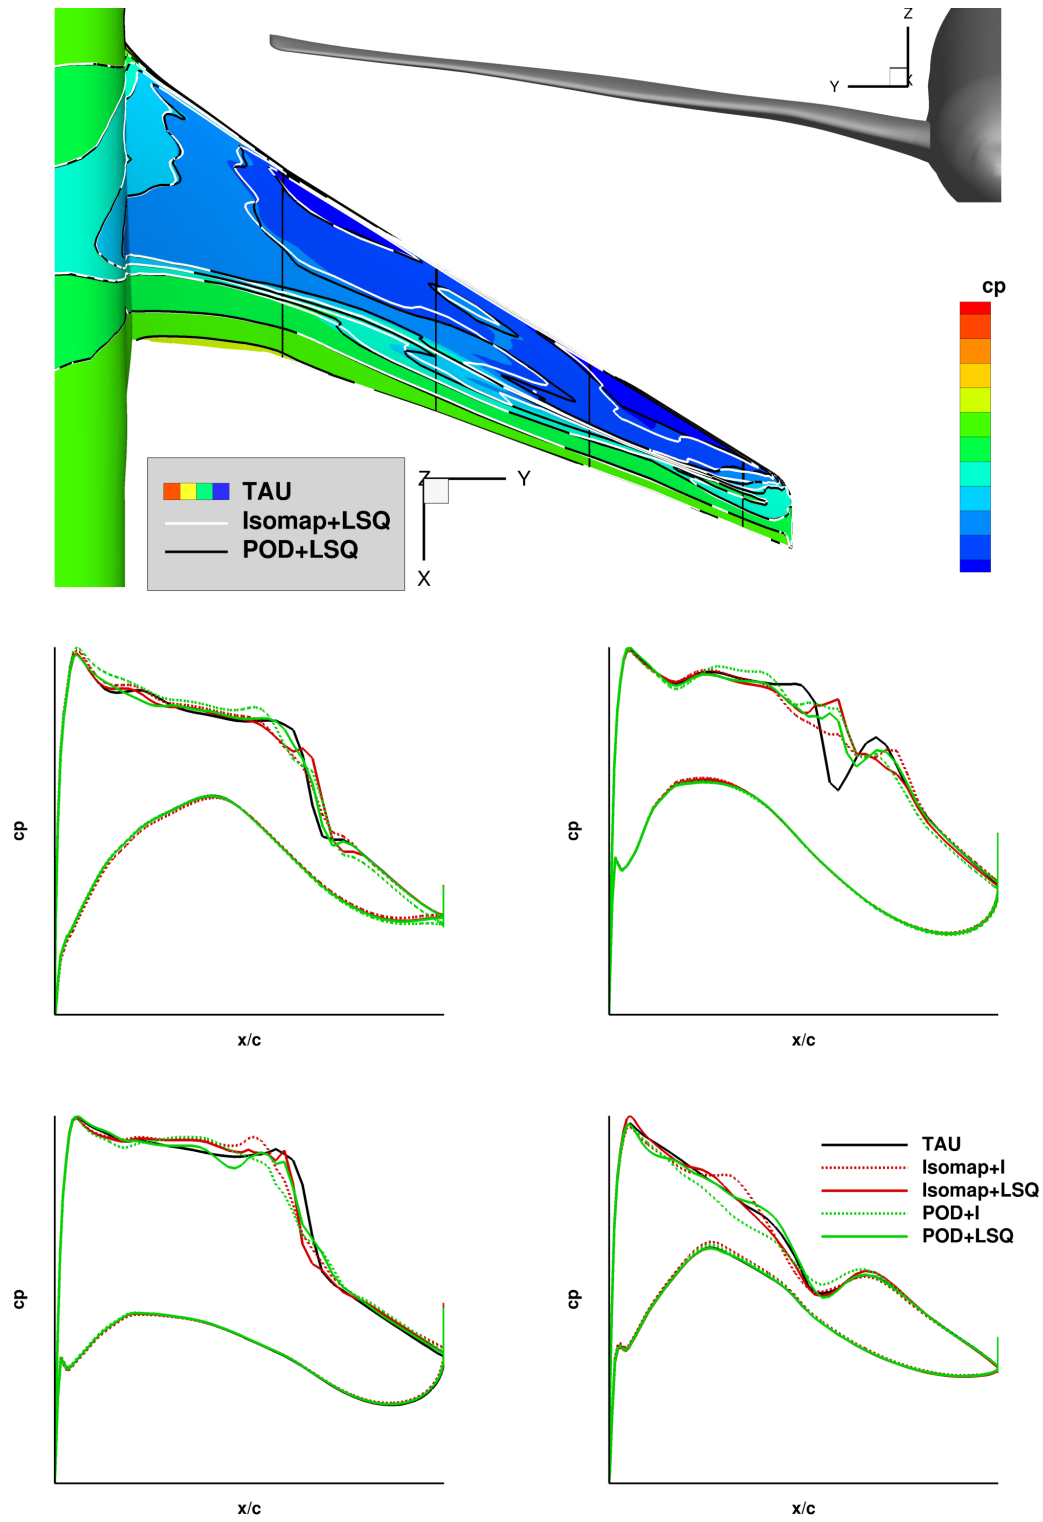 Z
Y
X
cp
TAU
Isomap+LSQ
POD+LSQ
Z
Y
X
cp
x/c
cp
x/c
cp
x/c
cp
x/c
TAU
Isomap+I
Isomap+LSQ
POD+I
POD+LSQ